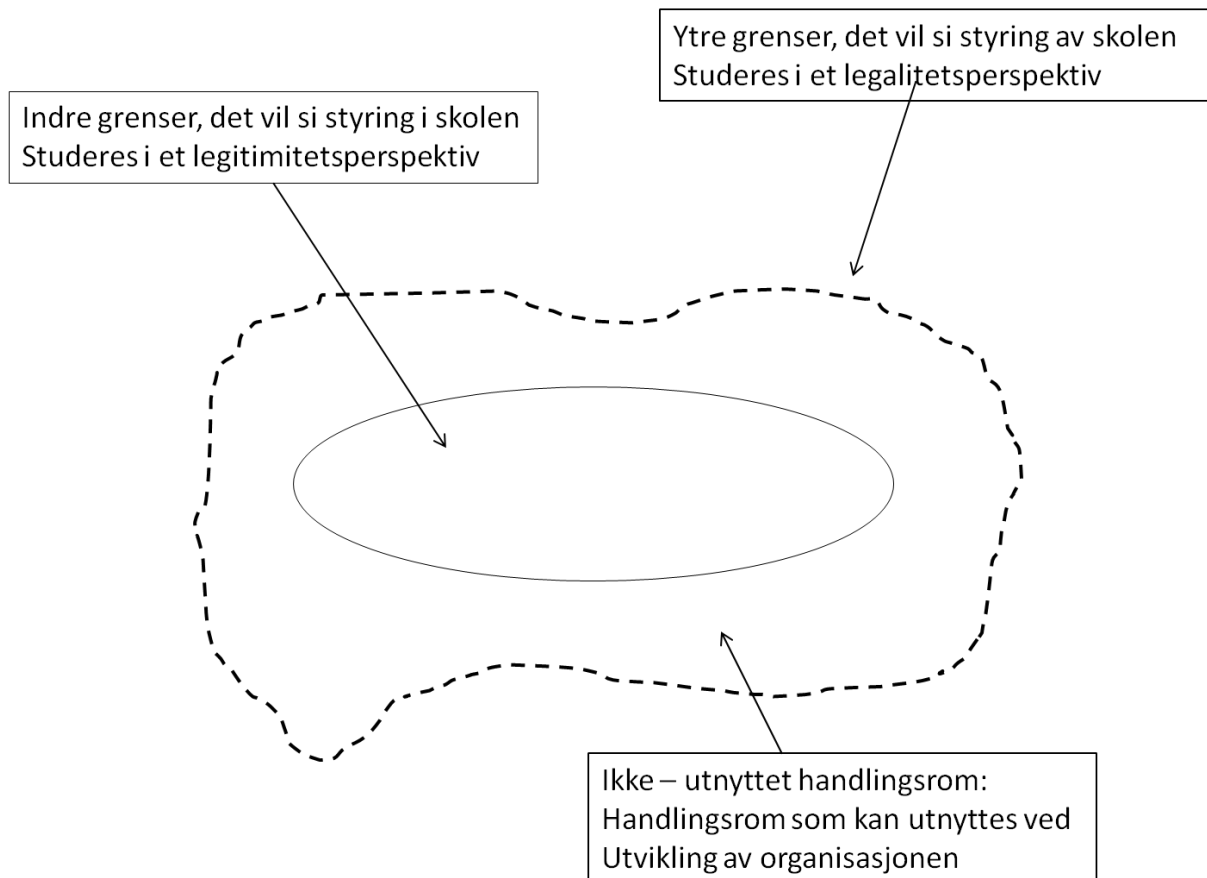 Ytre grenser, det vil si styring av skolen
Studeres i et legalitetsperspektiv
Indre grenser, det vil si styring i skolen
Studeres i et legitimitetsperspektiv
Ikke – utnyttet handlingsrom:
Handlingsrom som kan utnyttes ved
Utvikling av organisasjonen